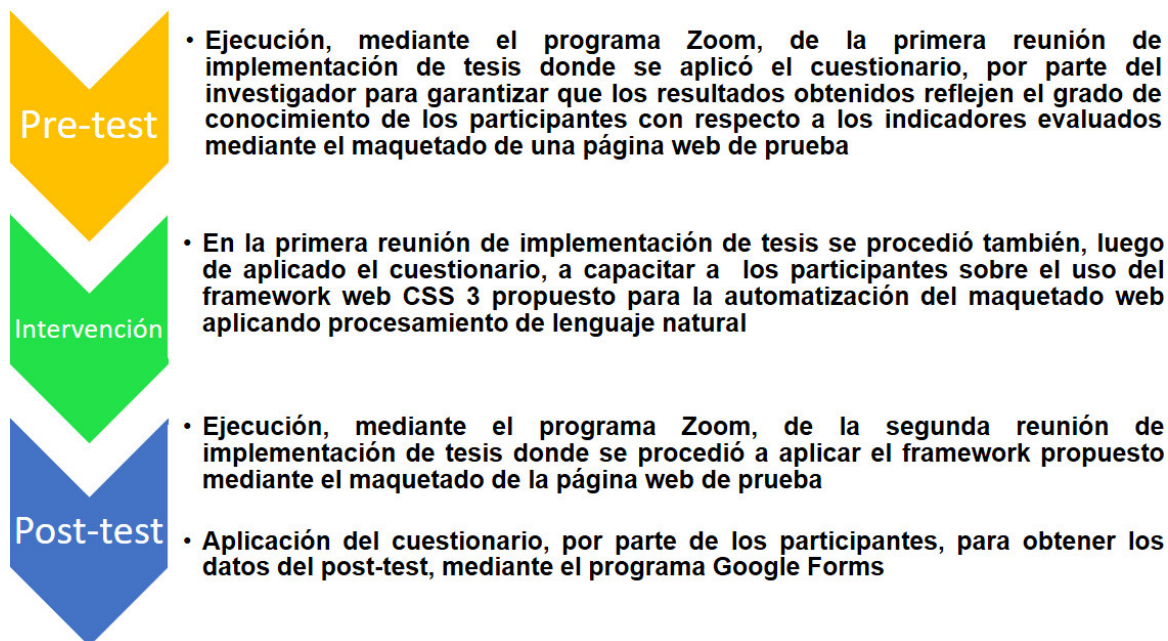 Pre-test
• Ejecución, mediante el programa Zoom, de la primera reunión de
implementación de tesis donde se aplicó el cuestionario, por parte del
investigador para garantizar que los resultados obtenidos reflejen el grado de
conocimiento de los participantes con respecto a los indicadores evaluados
mediante el maquetado de una página web de prueba
Intervención
• En la primera reunión de implementación de tesis se procedió también, luego
de aplicado el cuestionario, a capacitar a los participantes sobre el uso del
framework web CSS 3 propuesto para la automatización del maquetado web
aplicando procesamiento de lenguaje natural
Post-test
• Ejecución, mediante el programa Zoom, de la segunda reunión de
implementación de tesis donde se procedió a aplicar el framework propuesto
mediante el maquetado de la página web de prueba
• Aplicación del cuestionario, por parte de los participantes, para obtener los
datos del post-test, mediante el programa Google Forms